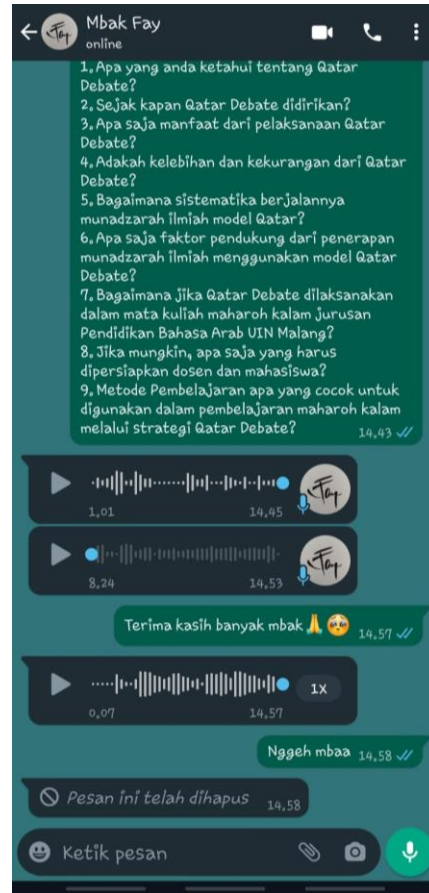 Mbak Fay
online
1. Apa yang anda ketahui tentang Qatar
Debate?
2. Sejak kapan Qatar Debate didirikan?
3. Apa saja manfaat dari pelaksanaan Qatar
Debate?
4. Adakah kelebihan dan kekurangan dari Qatar
Debate?
5. Bagaimana sistematika berjalannya
munadzarah ilmiah model Qatar?
6. Apa saja faktor pendukung dari penerapan
munadzarah ilmiah menggunakan model Qatar
Debate?
7. Bagaimana jika Qatar Debate dilaksanakan
dalam mata kuliah maharoh kalam jurusan
Pendidikan Bahasa Arab UIN Malang?
8. Jika mungkin, apa saja yang harus
dipersiapkan dosen dan mahasiswa?
9. Metode Pembelajaran apa yang cocok untuk
digunakan dalam pembelajaran maharoh kalam
melalui strategi Qatar Debate? 14.43
Fay
1.01 14.45
Fay
8.24 14.53
Terima kasih banyak mbak 🙏 🥺 14.57
1X
0.07 14.57
Nggeh mbaa 14.58
Pesan ini telah dihapus 14.58
Ketik pesan